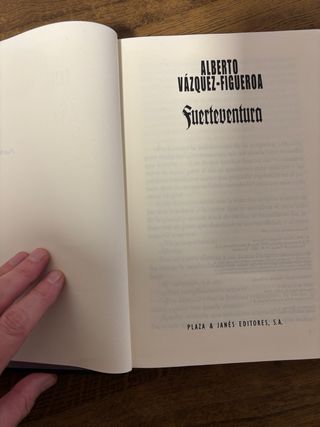 ALBERTO
VÁZQUEZ-FIGUEROA
Fuerteventura
PLAZA & JANÉS EDITORES, S.A.